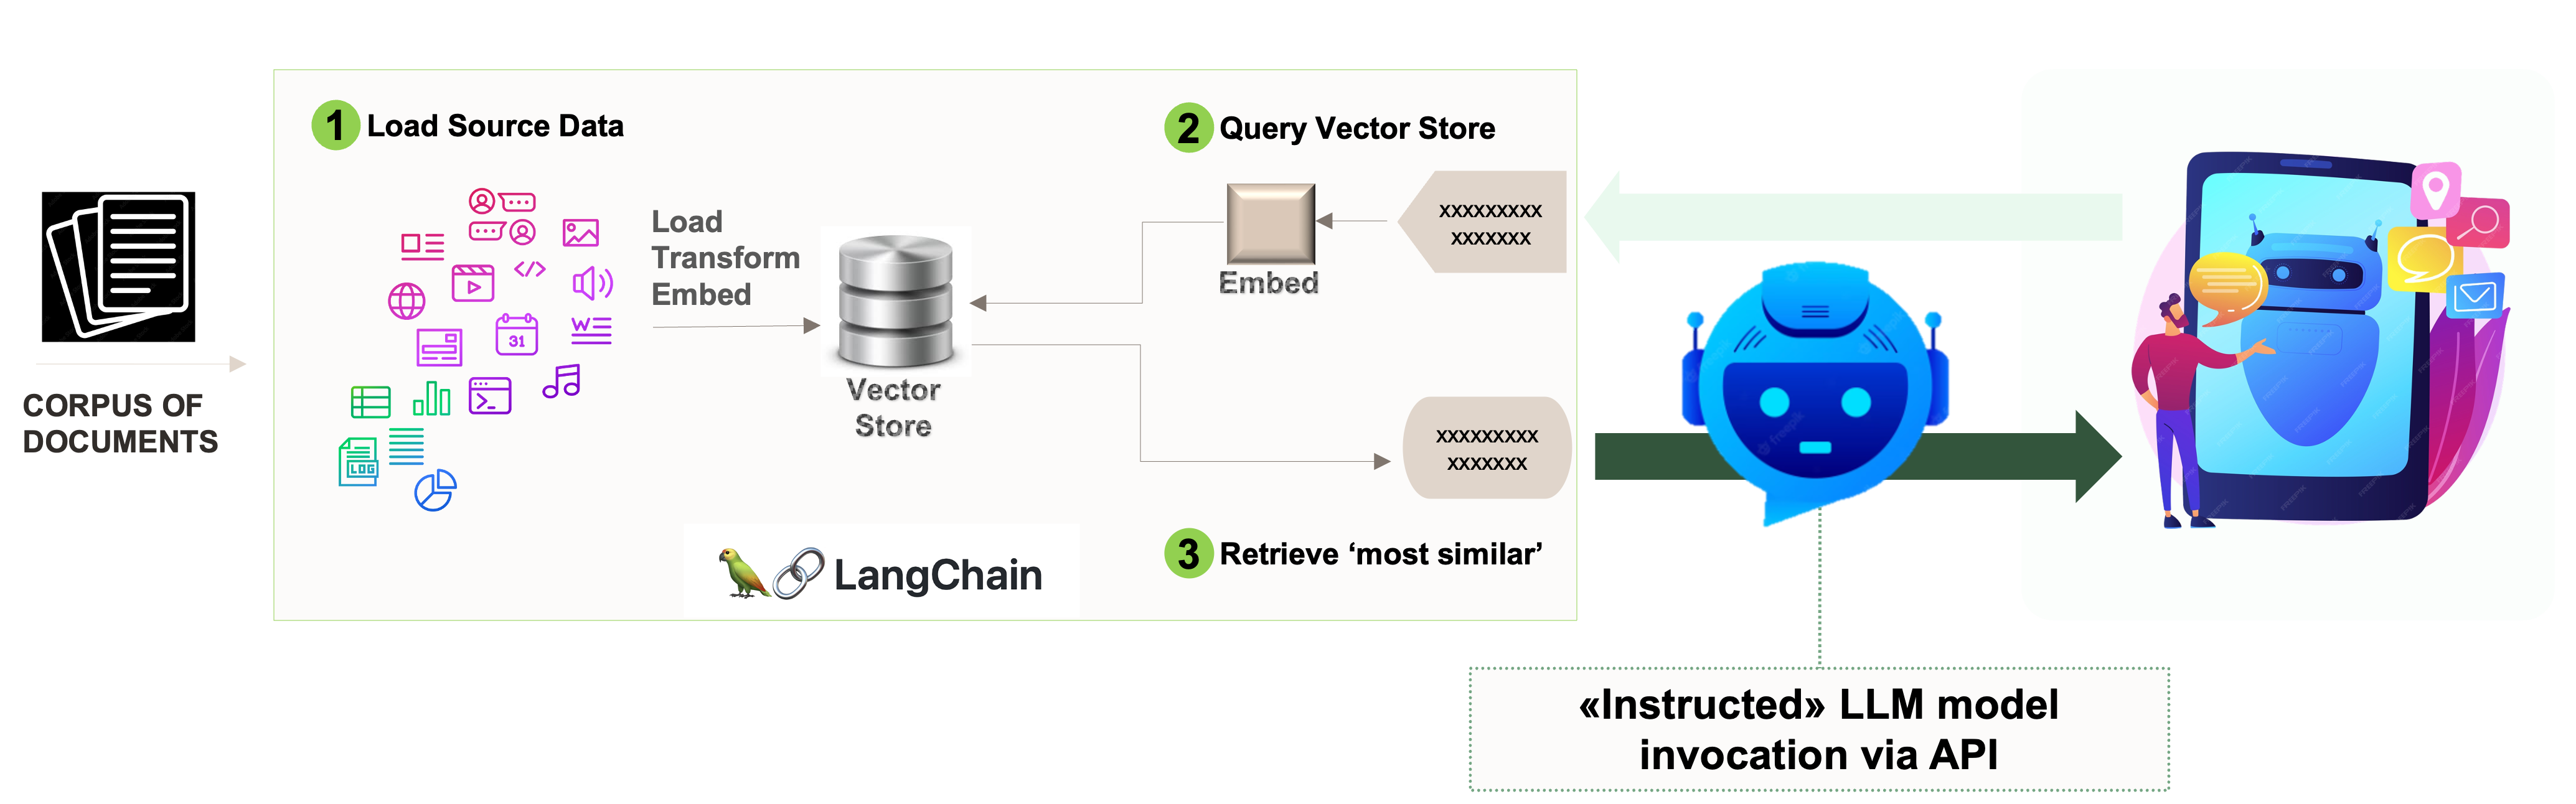 CORPUS OF
DOCUMENTS
1 Load Source Data
Load
Transform
Embed
31
W
LOG
Vector
Store
LangChain
2 Query Vector Store
Embed
XXXXXXXXX
XXXXXXX
XXXXXXXXX
XXXXXXX
3 Retrieve ‘most similar’
«Instructed» LLM model
invocation via API